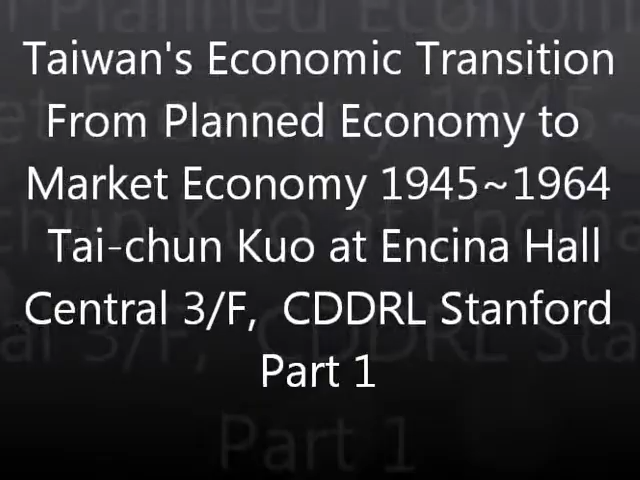 Taiwan's Economic Transition
From Planned Economy to
Market Economy 1945~1964
Tai-chun Kuo at Encina Hall
Central 3/F, CDDRL Stanford
Part 1